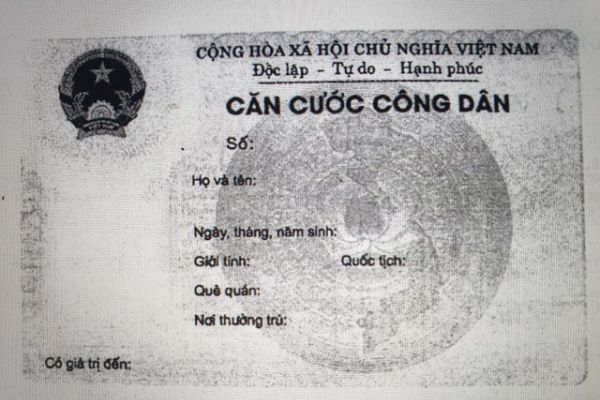 CỘNG HÒA XÃ HỘI CHỦ NGHĨA VIỆT NAM
Độc lập - Tự do - Hạnh phúc
CĂN CƯỚC CÔNG DÂN
Số:
Họ và tên:
Ngày, tháng, năm sinh:
Giới tính: Quốc tịch:
Quê quán:
Nơi thường trú:
Có giá trị đến: